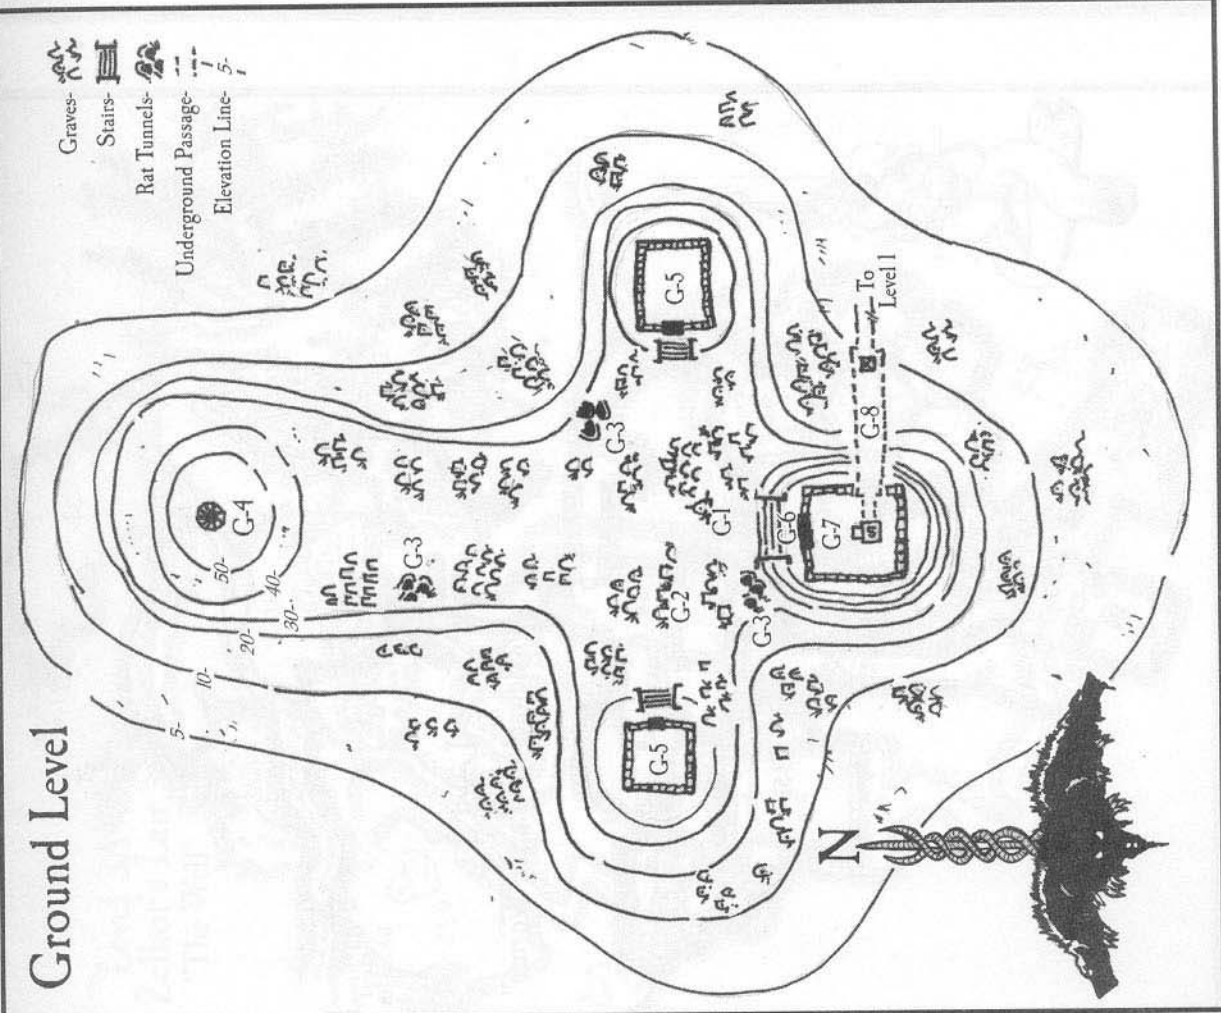 Ground Level
Graves-
Stairs-
Rat Tunnels-
Underground Passage-
Elevation Line- 5-
5-
10-
20-
30-
40-
50-
G-4
G-3
G-3
G-5
G-2
G-1
G-5
G-3
G-6
G-7
G-8
To
Level 1
N